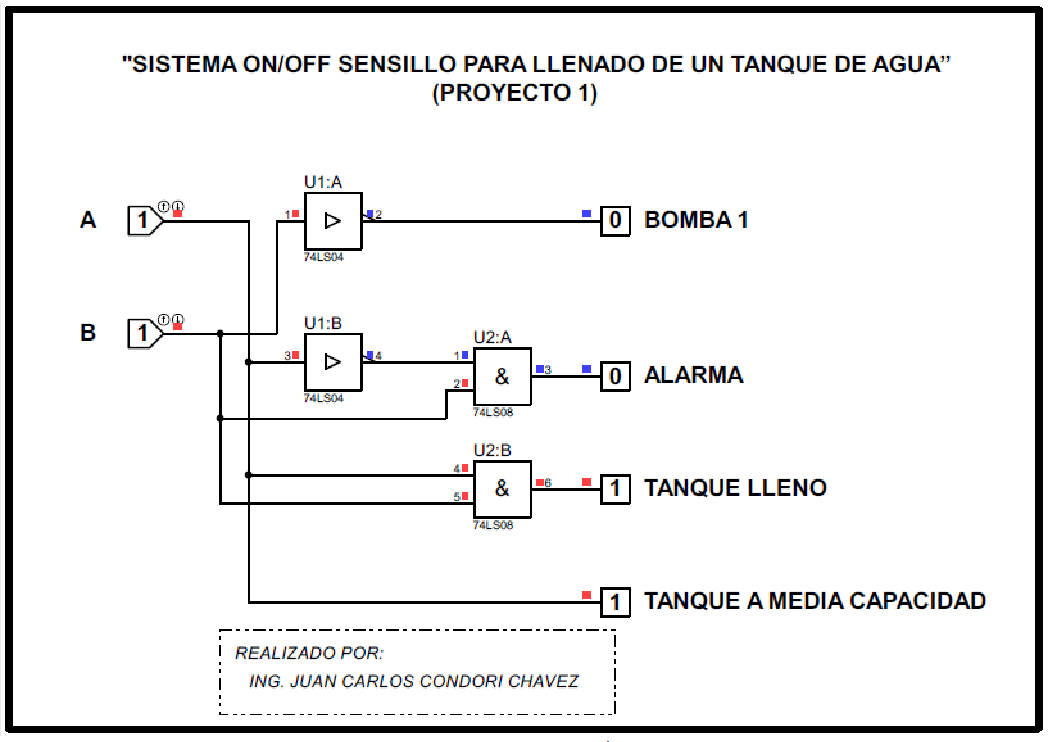 "SISTEMA ON/OFF SENSILLO PARA LLENADO DE UN TANQUE DE AGUA”
(PROYECTO 1)
U1:A
A 1 1 2 0 BOMBA 1
74LS04
B 1 U1:B
U2:A
3 4 1
2 & 3 0 ALARMA
74LS04
74LS08
U2:B
4
5 & 6 1 TANQUE LLENO
74LS08
1 TANQUE A MEDIA CAPACIDAD
REALIZADO POR:
ING. JUAN CARLOS CONDORI CHAVEZ